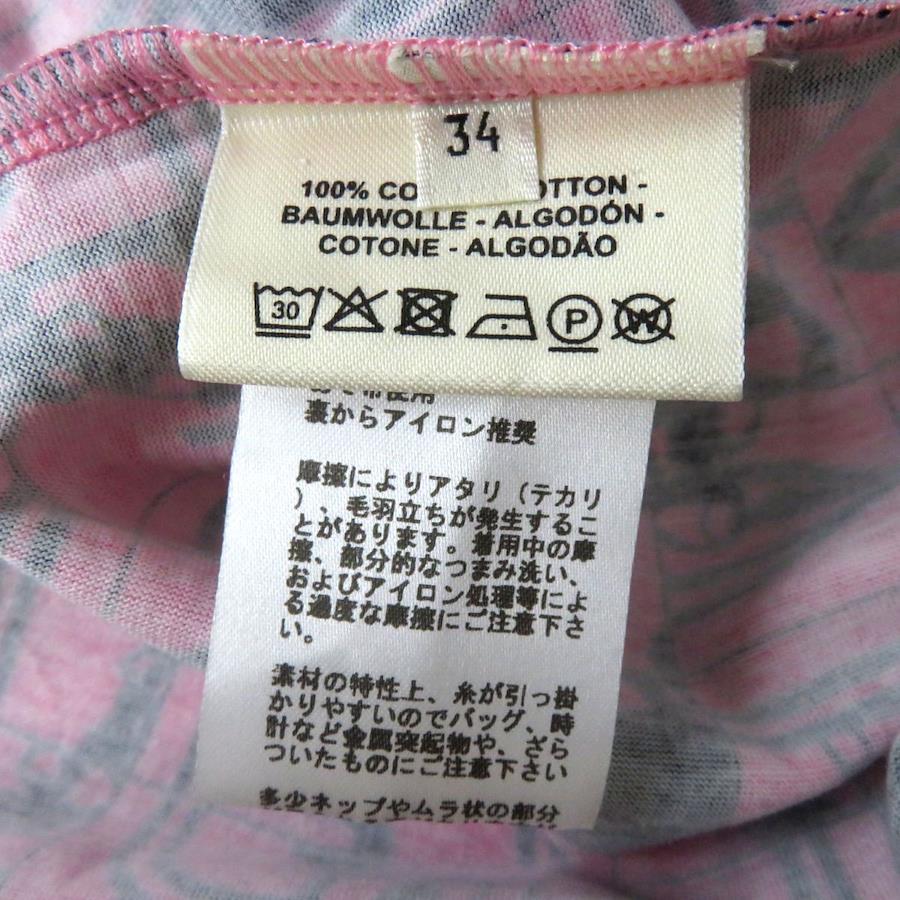 34
100% CO OTTON -
BAUMWOLLE - ALGODÓN -
COTONE - ALGODÃO
30
P
W
あて布使用
裏からアイロン推奨
摩擦によりアタリ（テカリ
）、毛羽立ちが発生するこ
とがあります。着用中の摩
擦、部分的なつまみ洗い、
およびアイロン処理等によ
る過度な摩擦にご注意下さ
い。
素材の特性上、糸が引っ掛
かりやすいのでバッグ、時
計など金属突起物や、ざら
ついたものにご注意下さい
多少ネップやムラ状の部分